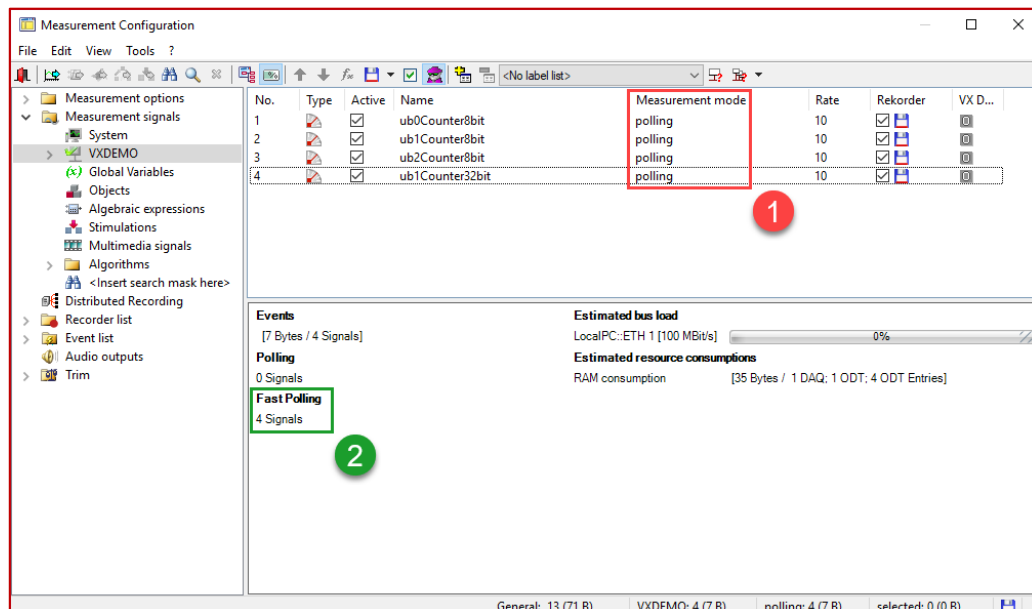 Measurement Configuration
File Edit View Tools ?
<No label list>
Measurement options
Measurement signals
System
VXDEMO
(x) Global Variables
Objects
Algebraic expressions
Stimulations
Multimedia signals
Algorithms
<Insert search mask here>
Distributed Recording
Recorder list
Event list
Audio outputs
Trim
No. Type Active Name Measurement mode Rate Rekorder VX D...
1 ub0Counter8bit polling 10
2 ub1Counter8bit polling 10
3 ub2Counter8bit polling 10
4 ub1Counter32bit polling 10
1
Events
[7 Bytes / 4 Signals]
Polling
0 Signals
Fast Polling
4 Signals
2
Estimated bus load
LocalPC::ETH 1 [100 MBit/s] 0%
Estimated resource consumptions
RAM consumption [35 Bytes / 1 DAQ; 1 ODT; 4 ODT Entries]
General: 13 (71 B) VXDEMO: 4 (7 B) polling: 4 (7 B) selected: 0 (0 B)